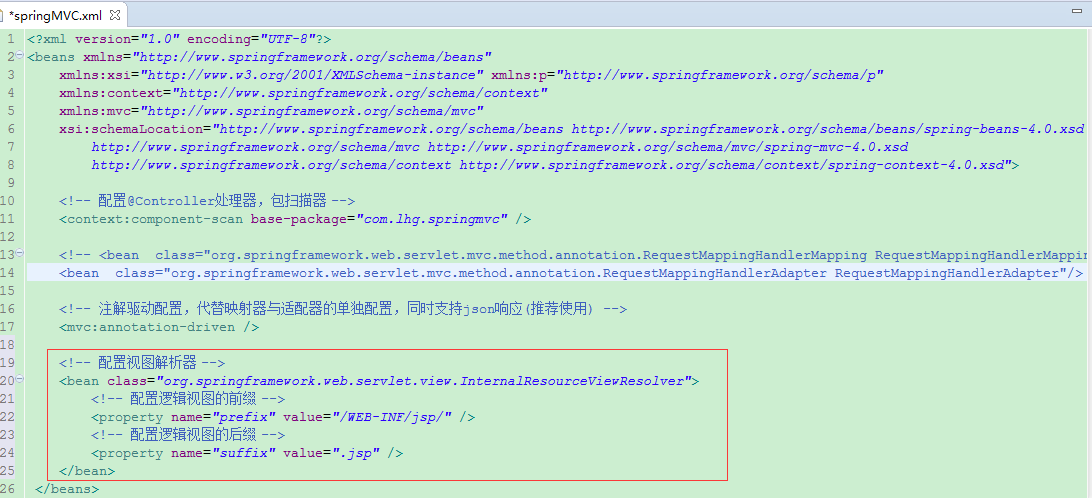 *springMVC.xml
1 <?xml version="1.0" encoding="UTF-8"?>
2 <beans xmlns="http://www.springframework.org/schema/beans"
3 xmlns:xsi="http://www.w3.org/2001/XMLSchema-instance" xmlns:p="http://www.springframework.org/schema/p"
4 xmlns:context="http://www.springframework.org/schema/context"
5 xmlns:mvc="http://www.springframework.org/schema/mvc"
6 xsi:schemaLocation="http://www.springframework.org/schema/beans http://www.springframework.org/schema/beans/spring-beans-4.0.xsd
7 http://www.springframework.org/schema/mvc http://www.springframework.org/schema/mvc/spring-mvc-4.0.xsd
8 http://www.springframework.org/schema/context http://www.springframework.org/schema/context/spring-context-4.0.xsd">
9
10 <!-- 配置@Controller处理器，包扫描器 -->
11 <context:component-scan base-package="com.lhg.springmvc" />
12
13 <!-- <bean  class="org.springframework.web.servlet.mvc.method.annotation.RequestMappingHandlerMapping RequestMappingHandlerMappin
14 <bean  class="org.springframework.web.servlet.mvc.method.annotation.RequestMappingHandlerAdapter RequestMappingHandlerAdapter"/>
15
16 <!-- 注解驱动配置，代替映射器与适配器的单独配置，同时支持json响应(推荐使用) -->
17 <mvc:annotation-driven />
18
19 <!-- 配置视图解析器 -->
20 <bean class="org.springframework.web.servlet.view.InternalResourceViewResolver">
21 <!-- 配置逻辑视图的前缀 -->
22 <property name="prefix" value="/WEB-INF/jsp/" />
23 <!-- 配置逻辑视图的后缀 -->
24 <property name="suffix" value=".jsp" />
25 </bean>
26 </beans>